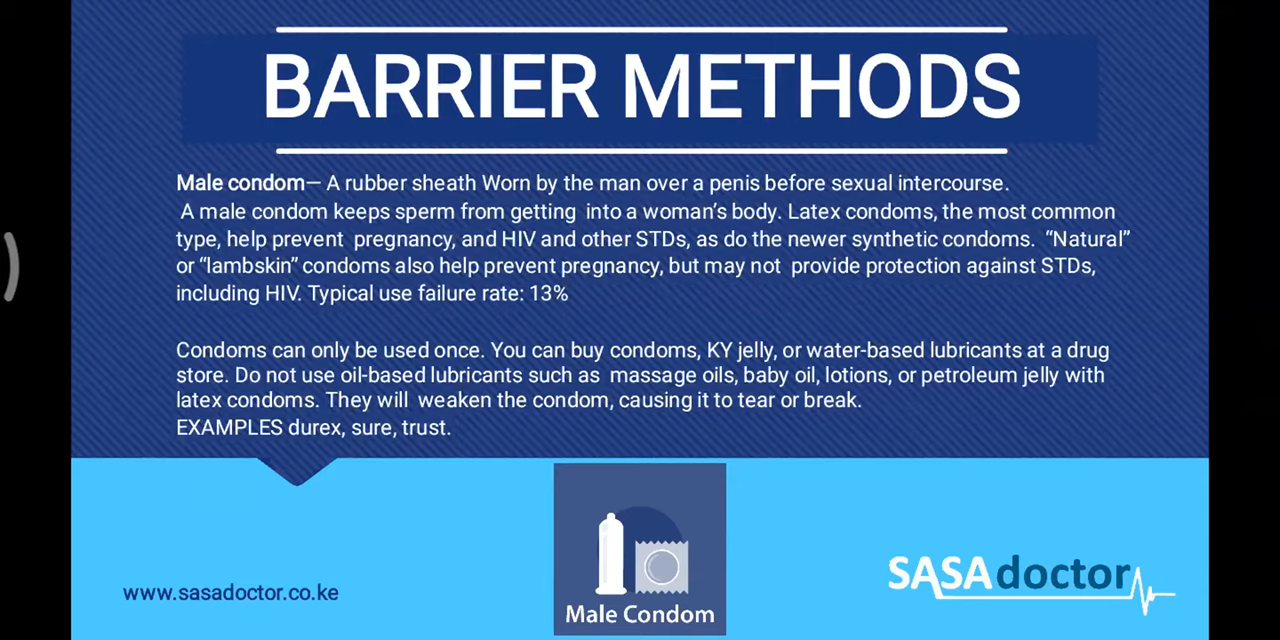 BARRIER METHODS
Male condom— A rubber sheath Worn by the man over a penis before sexual intercourse.
A male condom keeps sperm from getting into a woman's body. Latex condoms, the most common
type, help prevent pregnancy, and HIV and other STDs, as do the newer synthetic condoms. “Natural”
or “lambskin” condoms also help prevent pregnancy, but may not provide protection against STDs,
including HIV. Typical use failure rate: 13%
Condoms can only be used once. You can buy condoms, KY jelly, or water-based lubricants at a drug
store. Do not use oil-based lubricants such as massage oils, baby oil, lotions, or petroleum jelly with
latex condoms. They will weaken the condom, causing it to tear or break.
EXAMPLES durex, sure, trust.
www.sasadoctor.co.ke
Male Condom
SASAdoctor